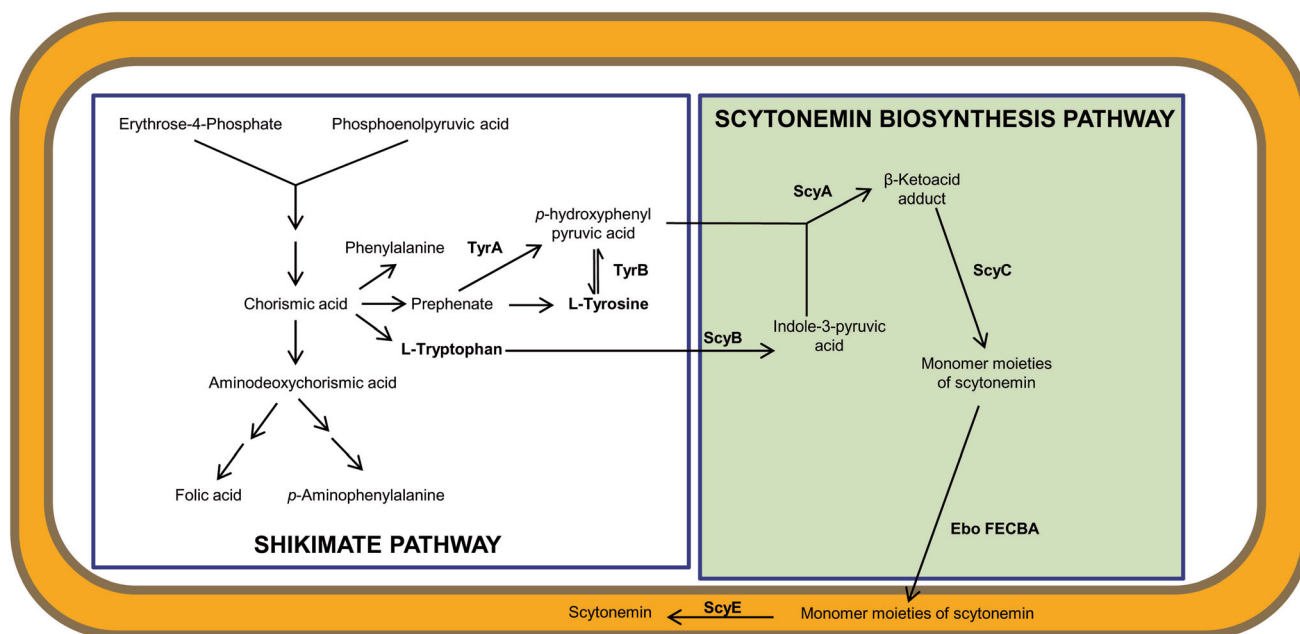 Erythrose-4-Phosphate
Phosphoenolpyruvic acid
Phenylalanine
TyrA
p-hydroxyphenyl
pyruvic acid
TyrB
Chorismic acid
Prephenate
L-Tyrosine
L-Tryptophan
Aminodeoxychorismic acid
Folic acid
p-Aminophenylalanine
SHIKIMATE PATHWAY
SCYTONEMIN BIOSYNTHESIS PATHWAY
ScyA
β-Ketoacid
adduct
ScyC
ScyB
Indole-3-pyruvic
acid
Monomer moieties
of scytonemin
Ebo FECBA
Scytonemin
ScyE
Monomer moieties of scytonemin